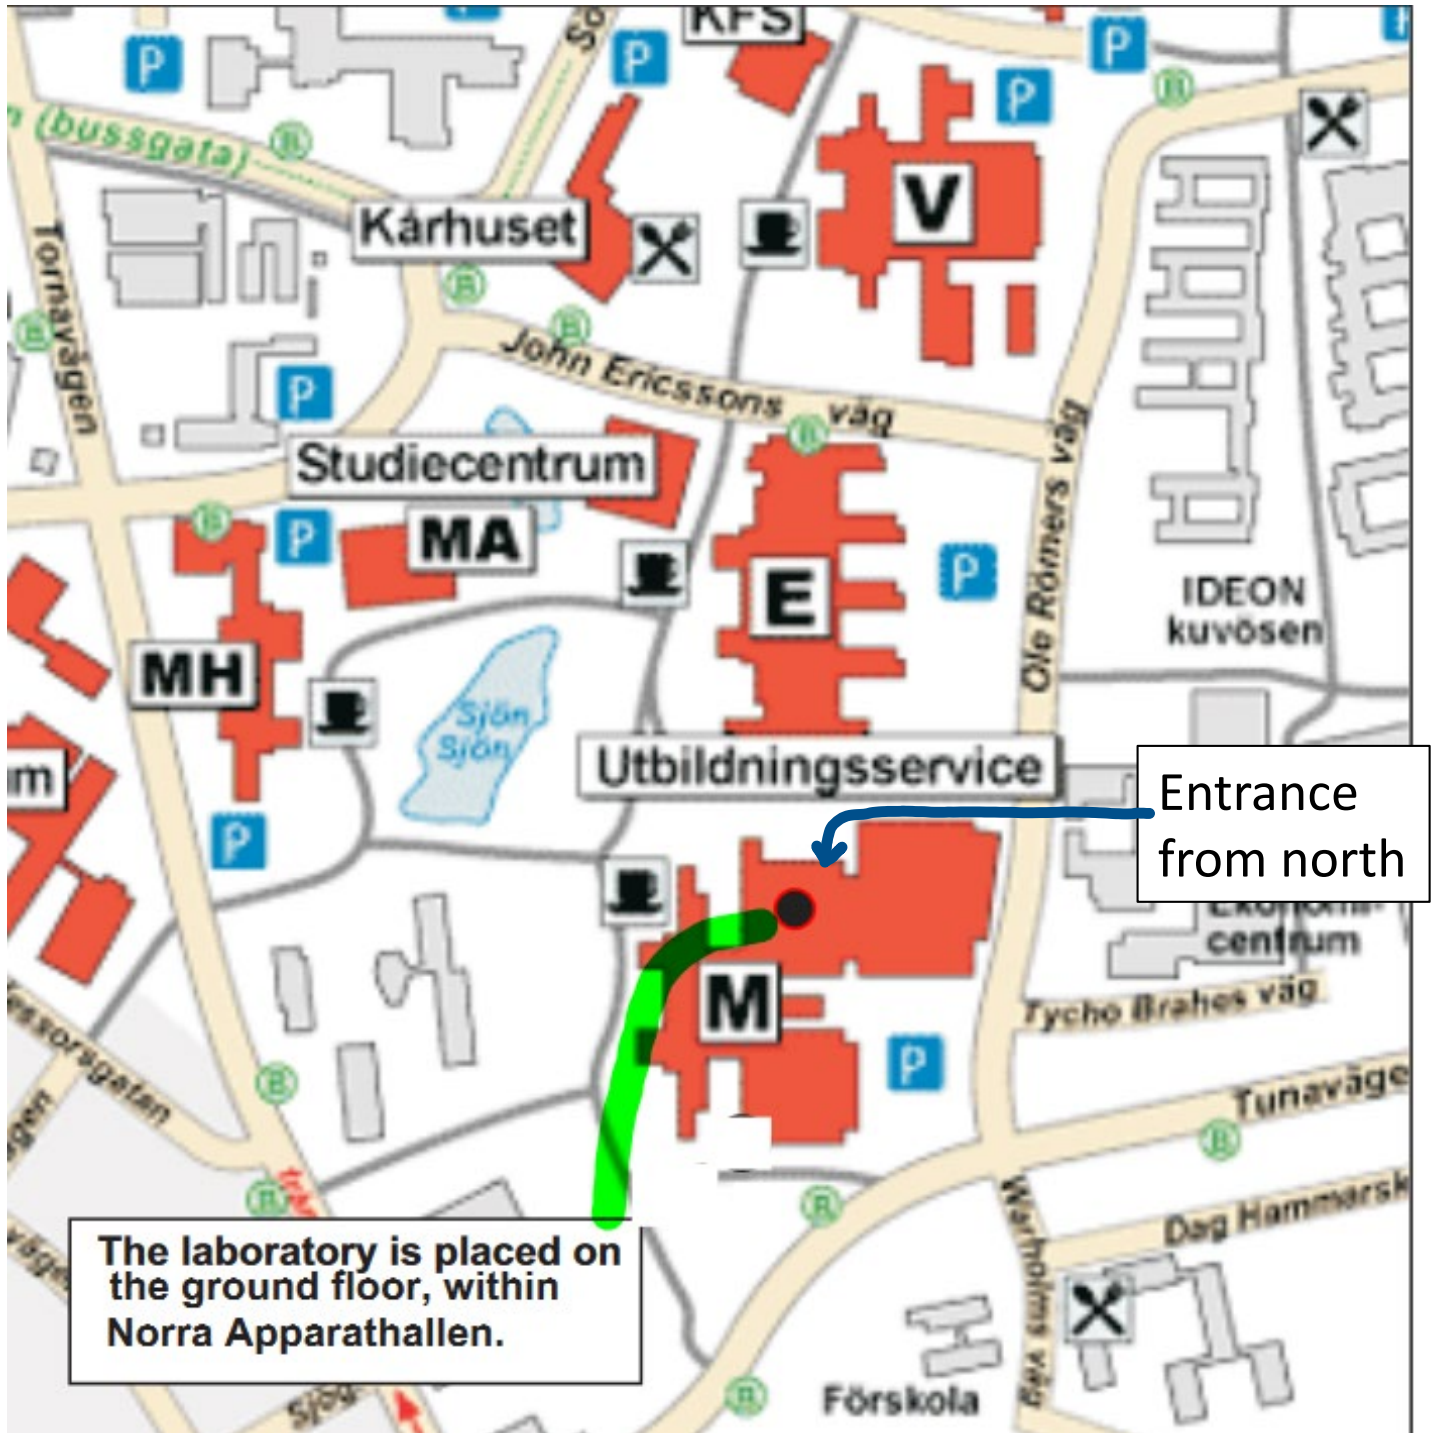 KFS
P
P
P
P
n (bussgata)
B
B
Kårhuset
V
B
B
B
Tornavägen
John Ericssons väg
P
B
Studiecentrum
Ole Römers väg
B
P
MA
E
P
IDEON
kuvösen
MH
Sjön
Sjön
Utbildningsservice
m
Entrance
from north
P
centrum
M
Tycho Brahes väg
P
B
Tunaväge
B
B
B
Dag Hammarsk
Warholms väg
The laboratory is placed on
the ground floor, within
Norra Apparathallen.
B
Förskola